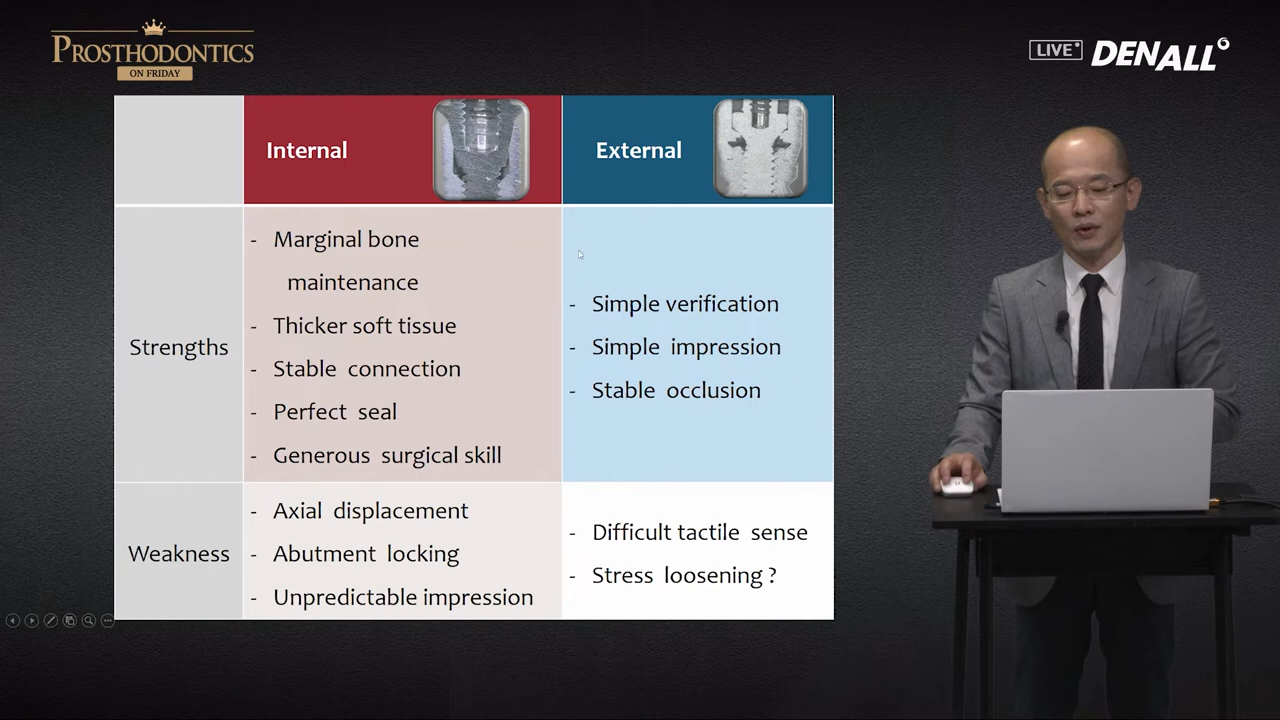 PROSTHODONTICS
ON FRIDAY
LIVE
DENALL
Internal
External
Strengths
- Marginal bone
maintenance
- Thicker soft tissue
- Stable connection
- Perfect seal
- Generous surgical skill
- Simple verification
- Simple impression
- Stable occlusion
Weakness
- Axial displacement
- Abutment locking
- Unpredictable impression
- Difficult tactile sense
- Stress loosening ?